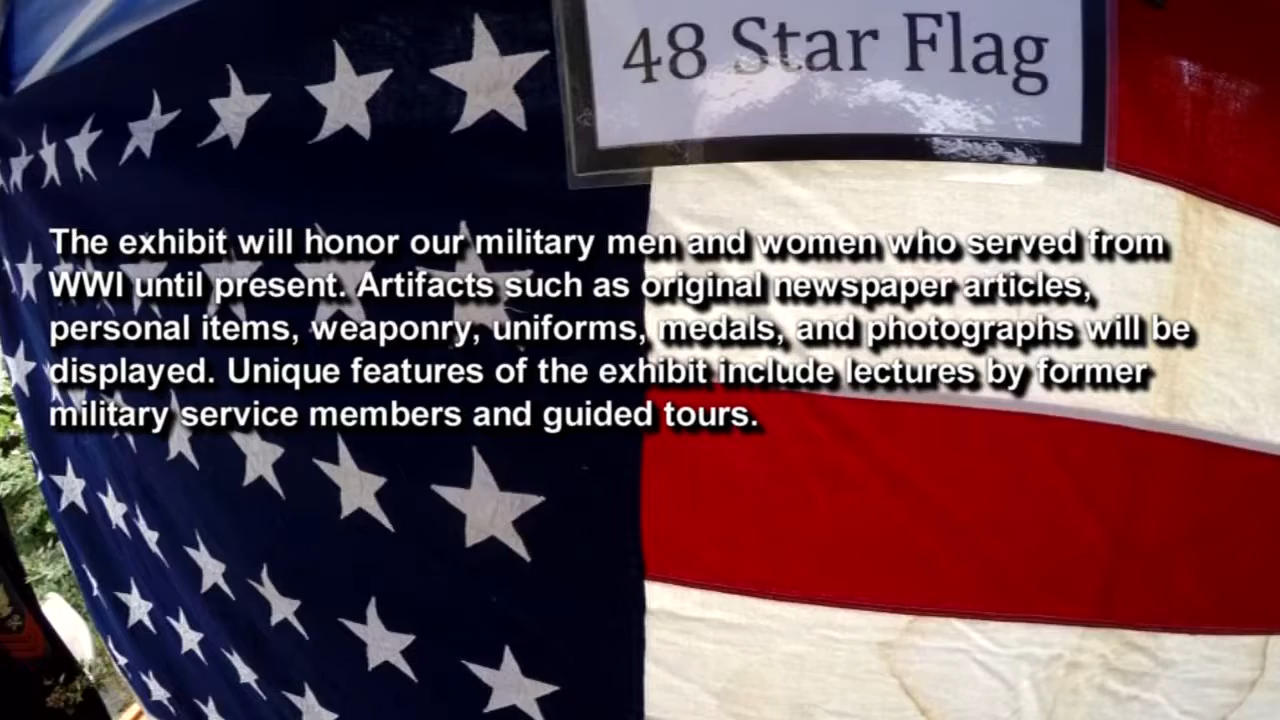 48 Star Flag
The exhibit will honor our military men and women who served from
WWI until present. Artifacts such as original newspaper articles,
personal items, weaponry, uniforms, medals, and photographs will be
displayed. Unique features of the exhibit include lectures by former
military service members and guided tours.